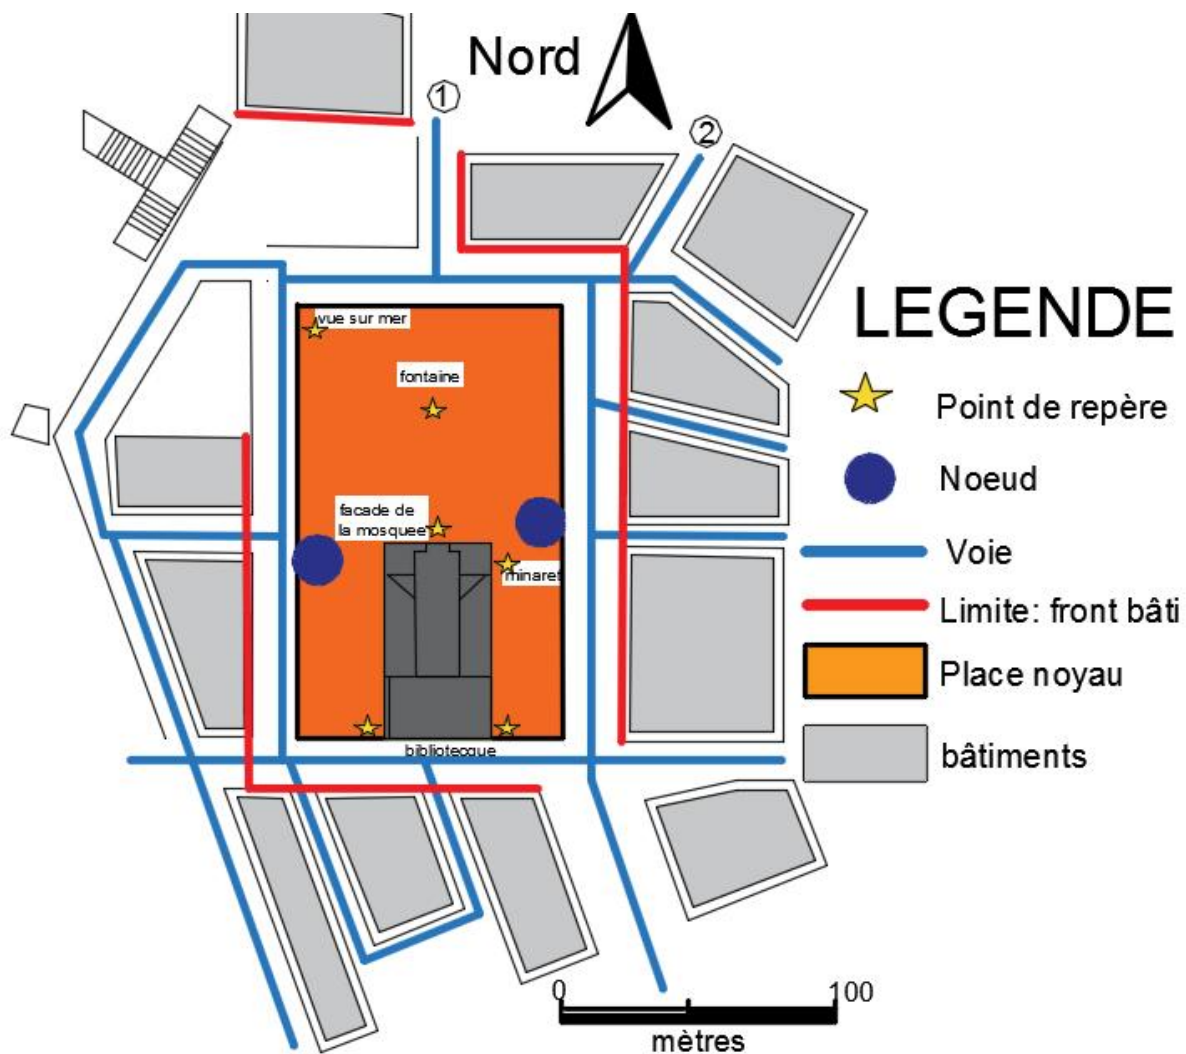 Nord
1
2
vue sur mer
fontaine
facade de
la mosquee
minaret
bibliotecque
LEGENDE
Point de repère
Noeud
Voie
Limite: front bâti
Place noyau
bâtiments
0
100
mètres